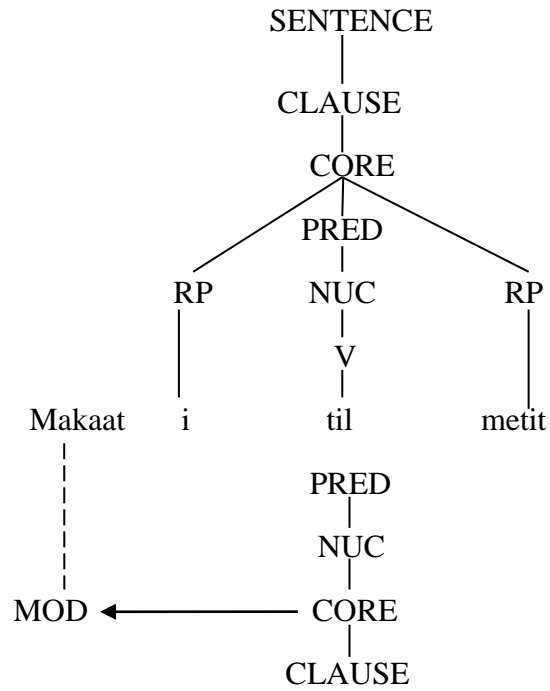 SENTENCE
CLAUSE
CORE
PRED
RP NUC RP
V
Makaat i til metit
PRED
NUC
MOD CORE
CLAUSE